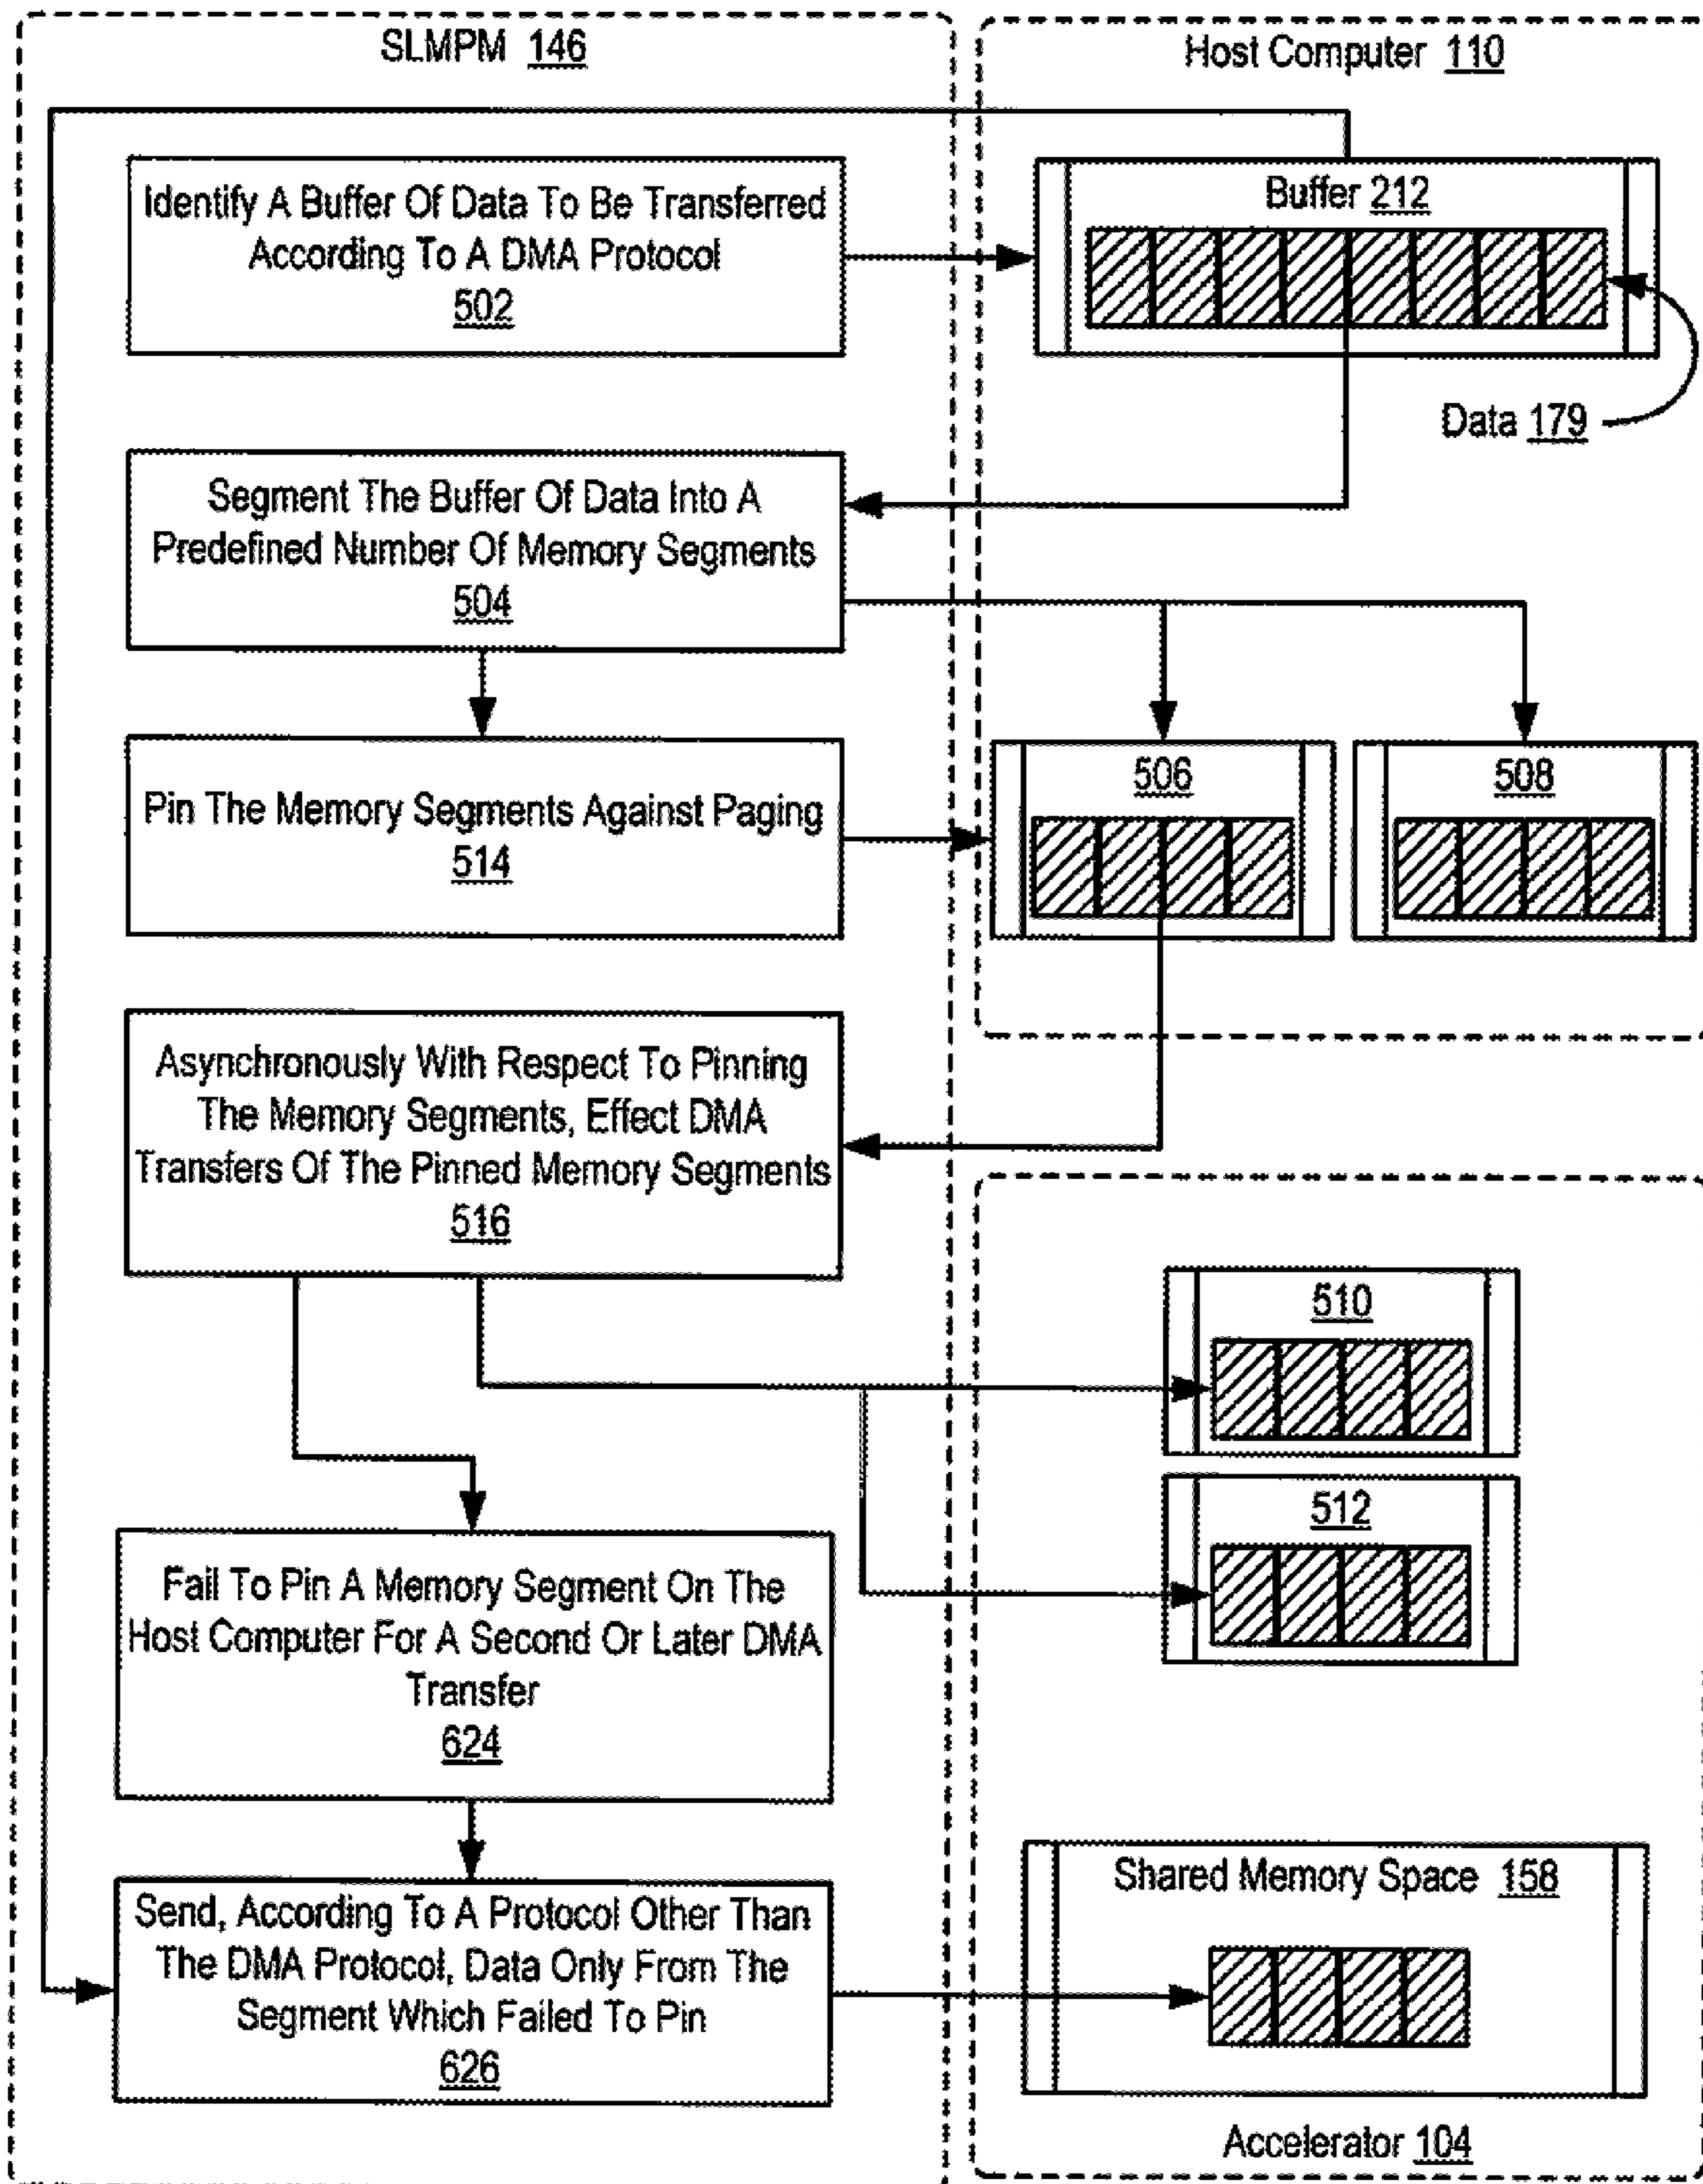 SLMPM 146
Host Computer 110
Identify A Buffer Of Data To Be Transferred
According To A DMA Protocol
502
Buffer 212
Data 179
Segment The Buffer Of Data Into A
Predefined Number Of Memory Segments
504
Pin The Memory Segments Against Paging
514
506
508
Asynchronously With Respect To Pinning
The Memory Segments, Effect DMA
Transfers Of The Pinned Memory Segments
516
510
512
Fail To Pin A Memory Segment On The
Host Computer For A Second Or Later DMA
Transfer
624
Send, According To A Protocol Other Than
The DMA Protocol, Data Only From The
Segment Which Failed To Pin
626
Shared Memory Space 158
Accelerator 104